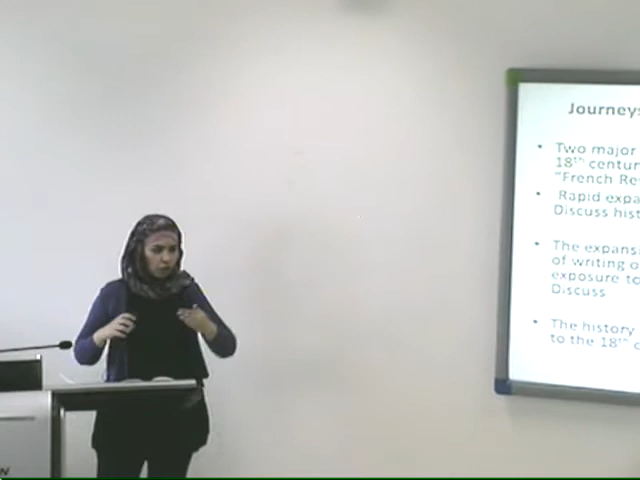 Journeys
• Two major
18th centur
"French Re
• Rapid expa
Discuss hist
• The expans
of writing o
exposure to
Discuss
• The history
to the 18th c
N